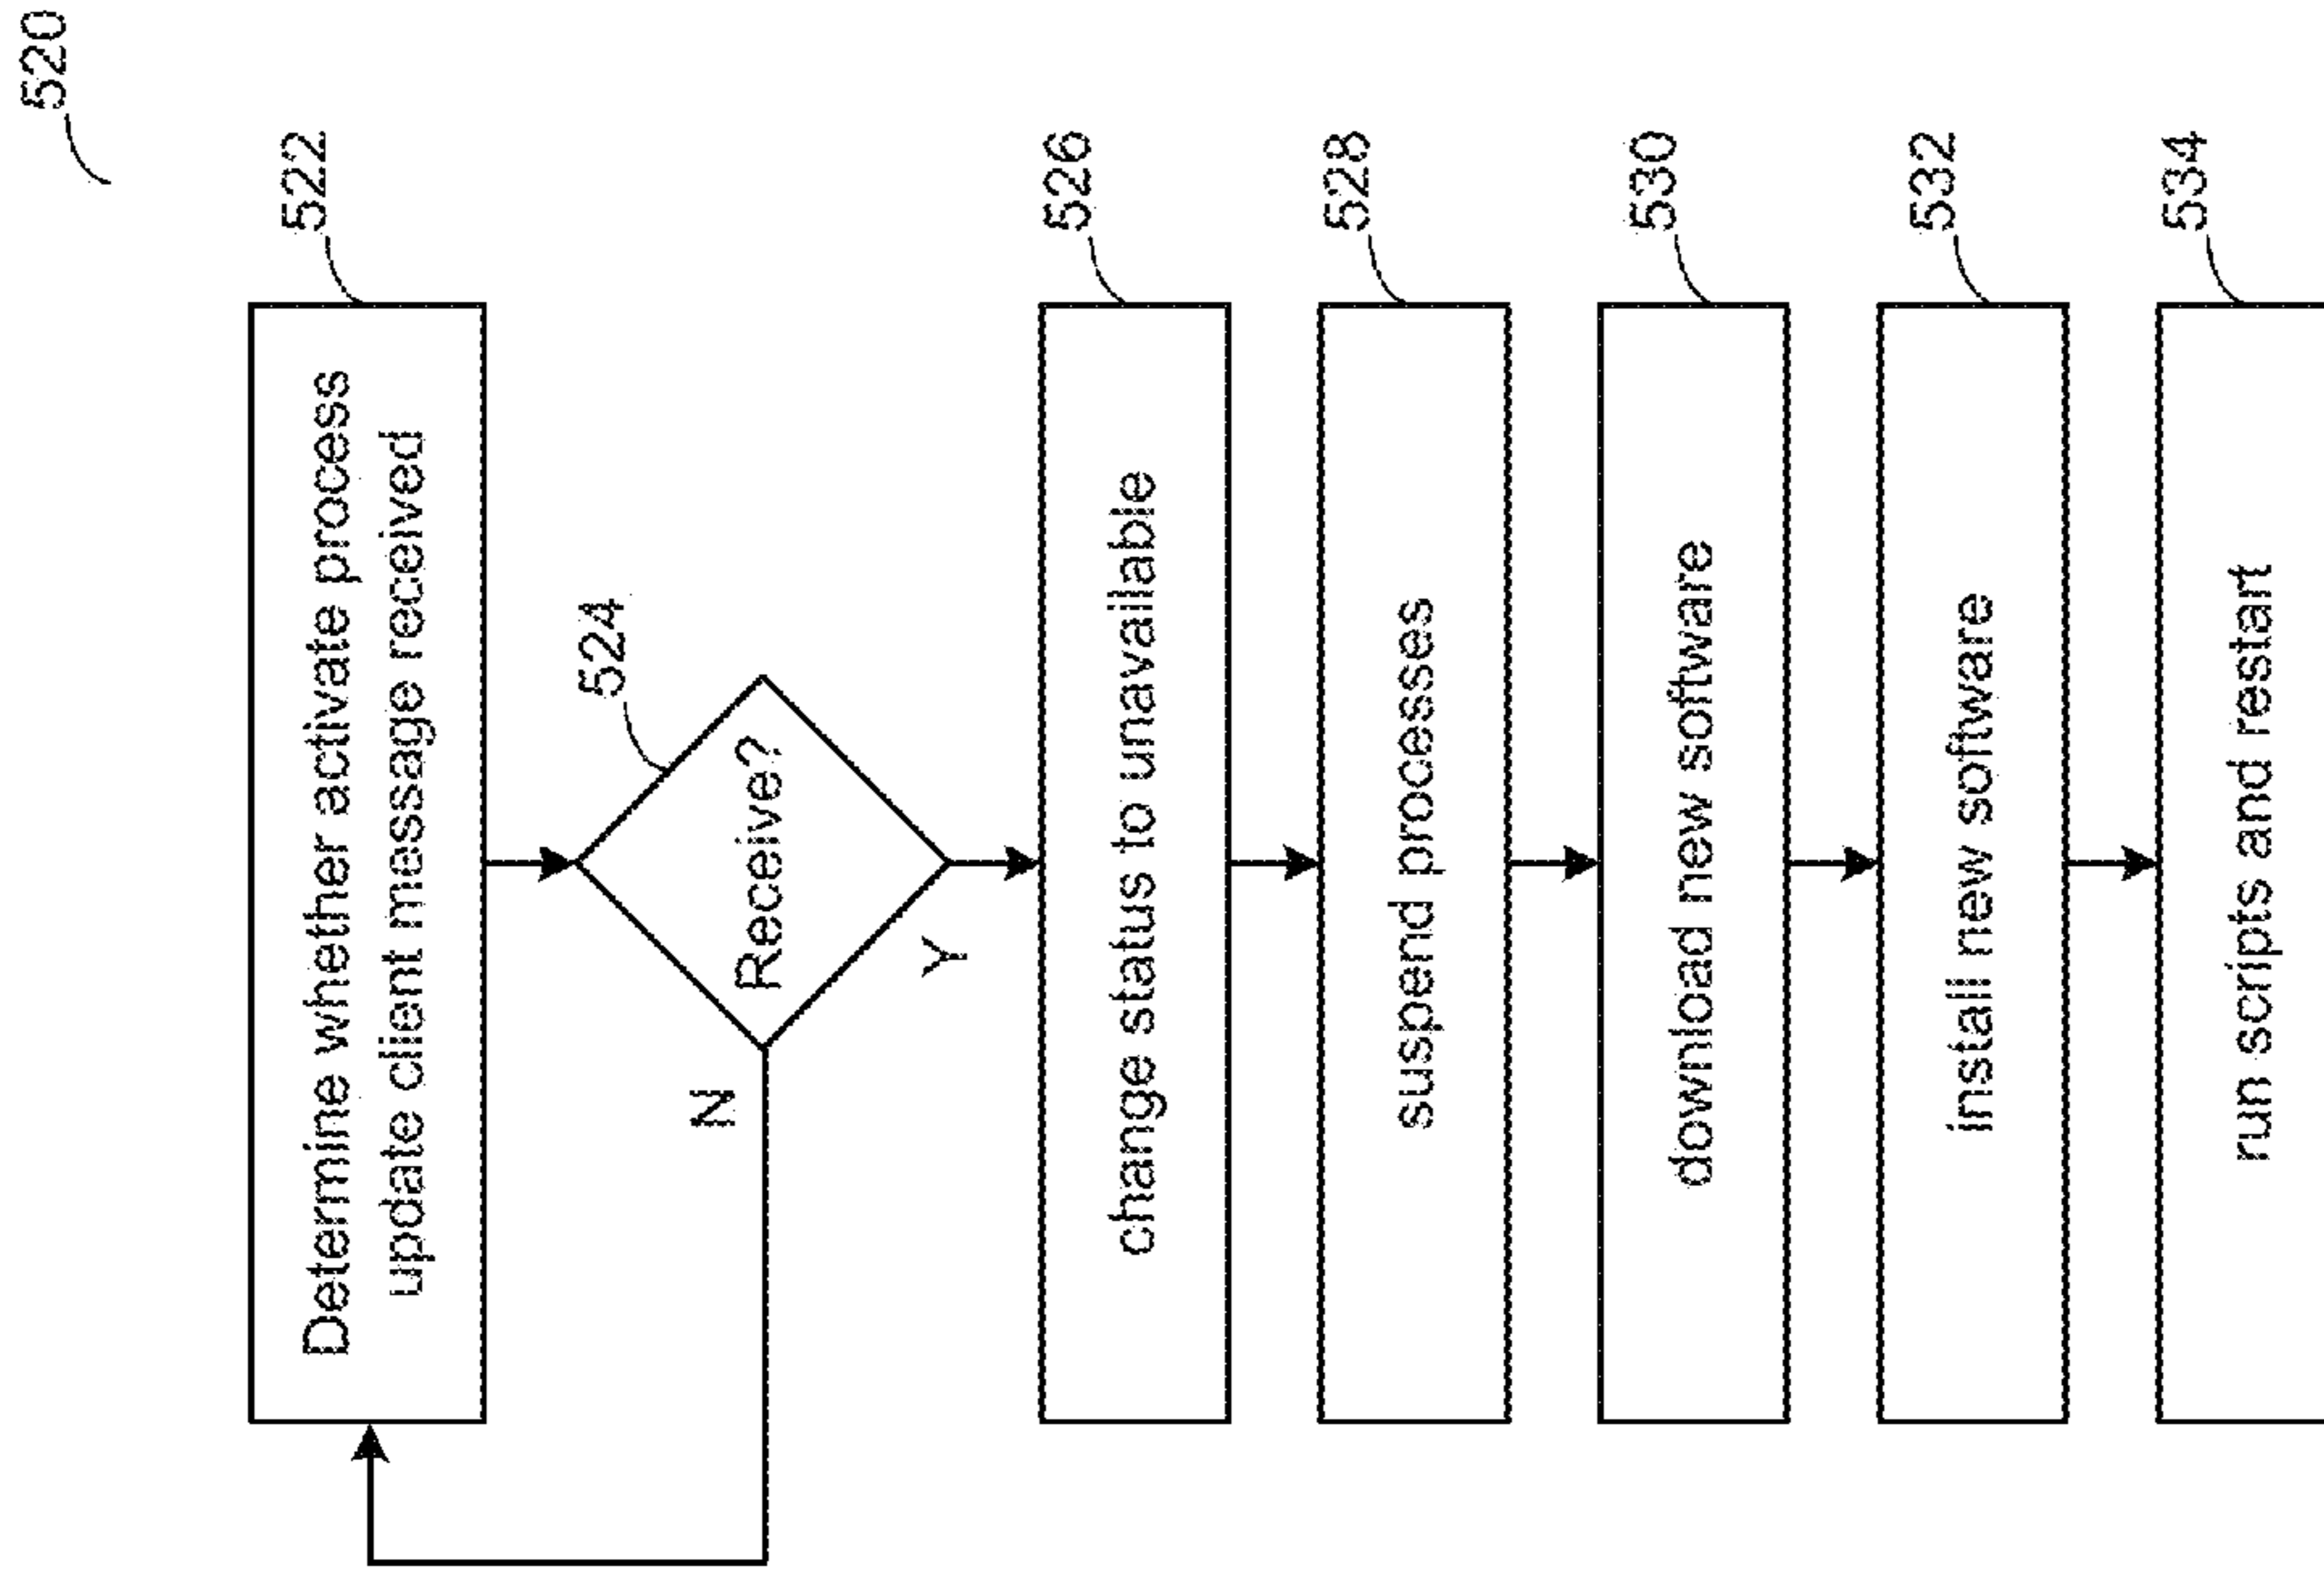 520
Determine whether activate process
update client message received
522
524
Receive?
N
Y
change status to unavailable
526
suspend processes
528
download new software
530
install new software
532
run scripts and restart
534